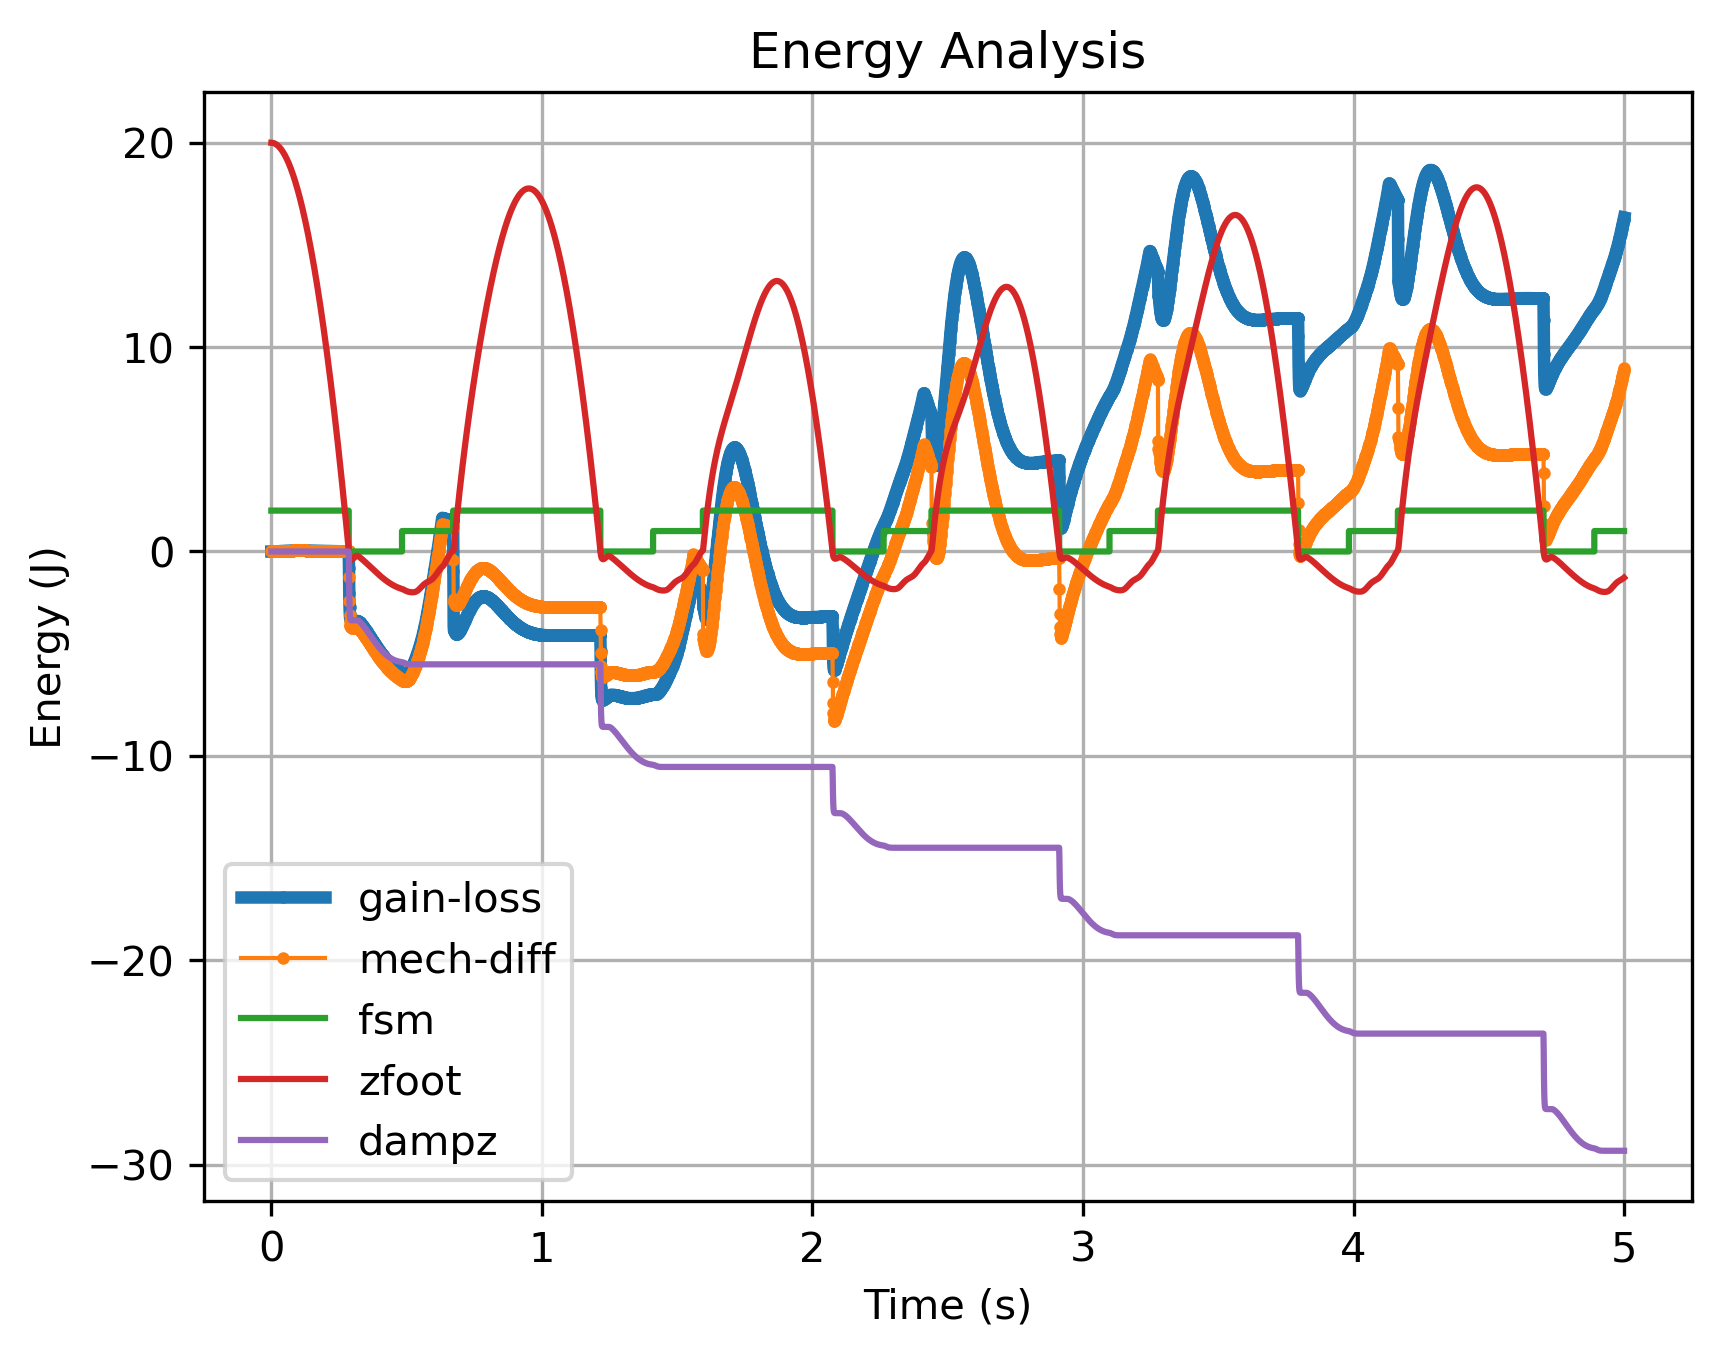 Energy Analysis
Energy (J)
20
10
0
−10
−20
−30
gain-loss
mech-diff
fsm
zfoot
dampz
0 1 2 3 4 5
Time (s)